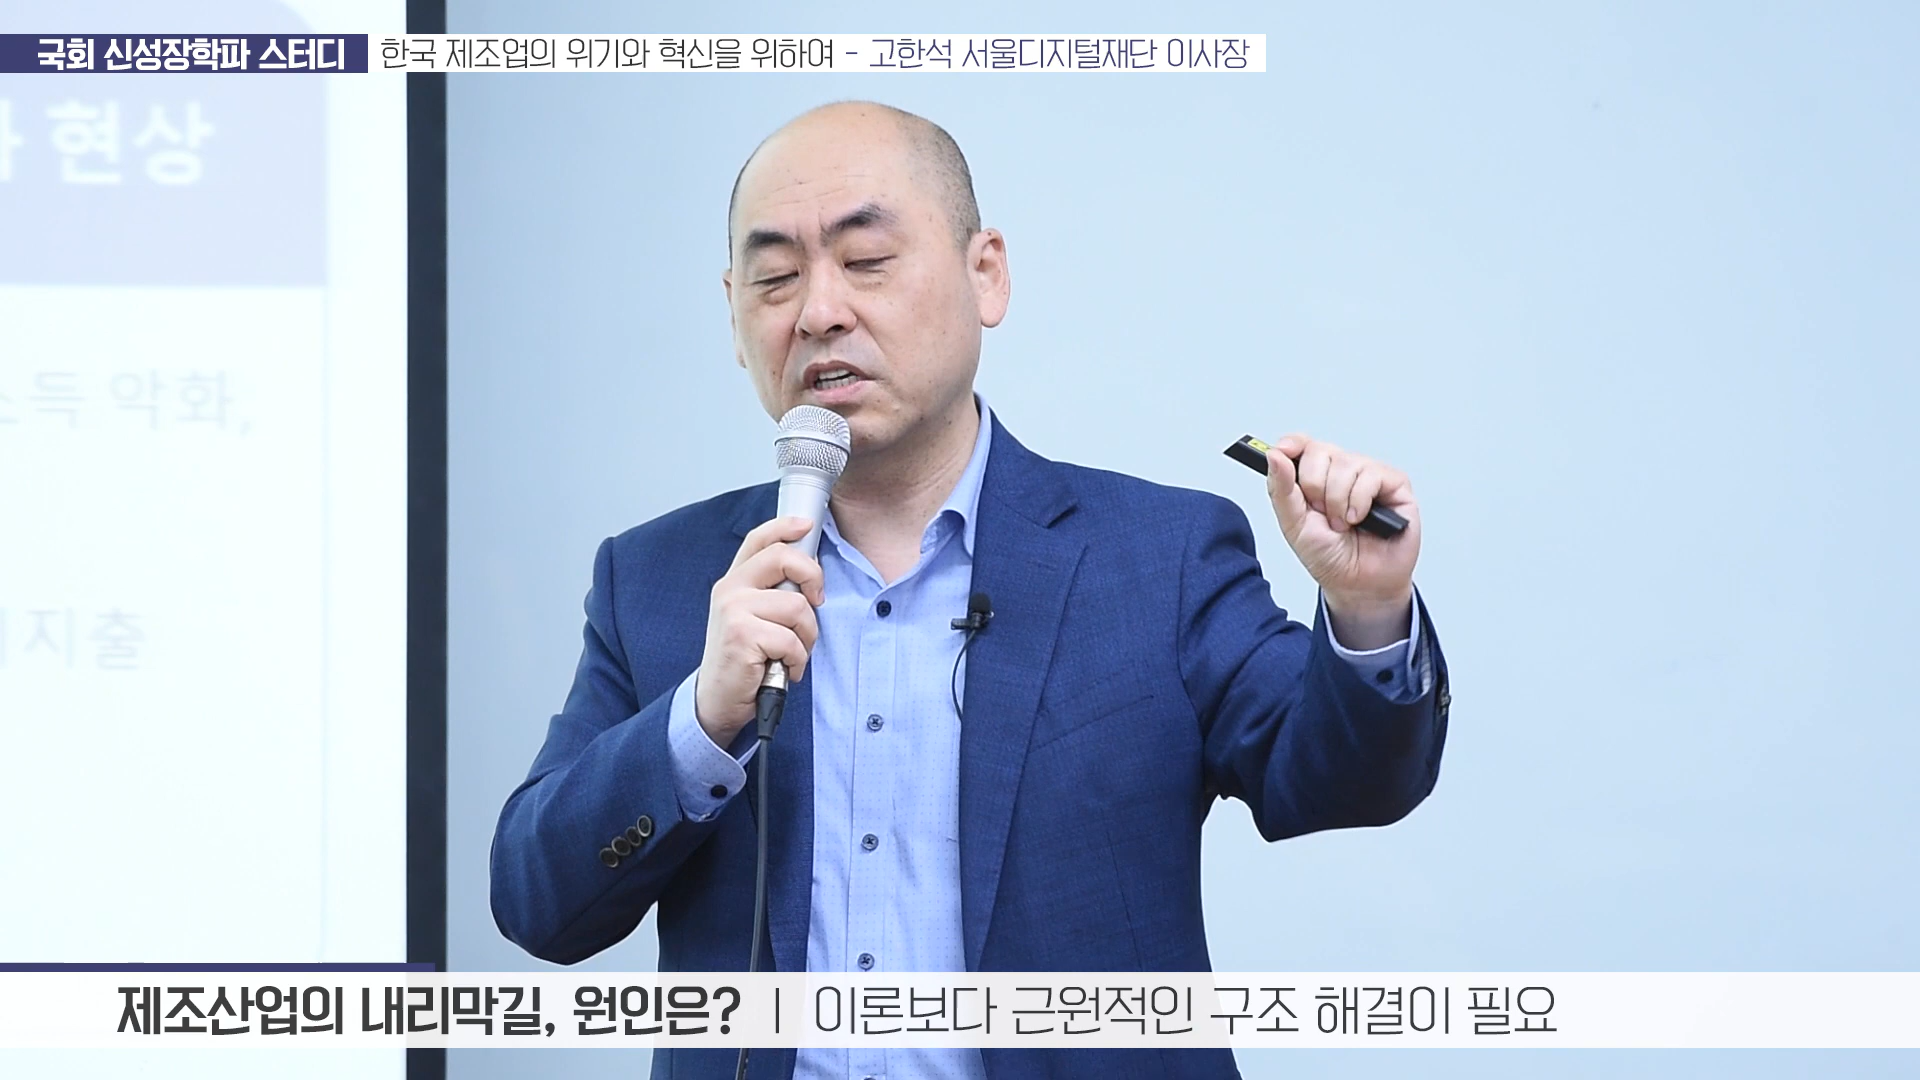 국회 신성장학파 스터디 한국 제조업의 위기와 혁신을 위하여 - 고한석 서울디지털재단 이사장
현상
소득 악화,
지출
제조산업의 내리막길, 원인은? | 이론보다 근원적인 구조 해결이 필요